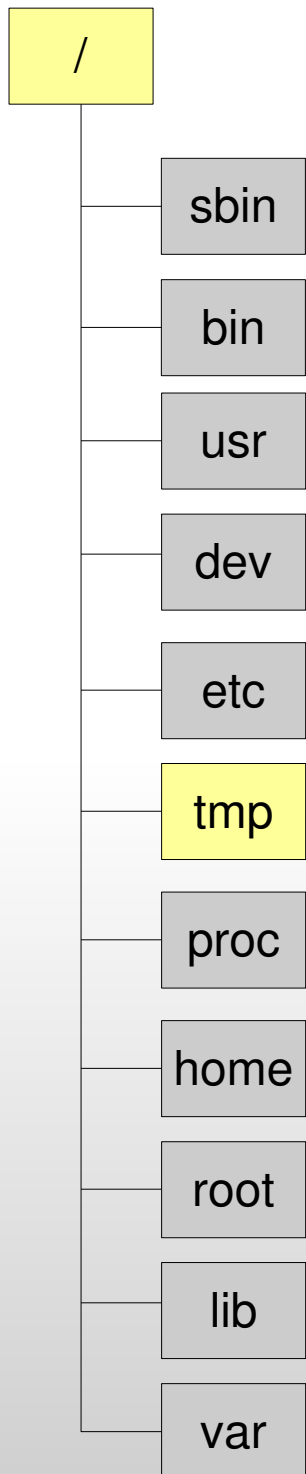 /
sbin
bin
usr
dev
etc
tmp
proc
home
root
lib
var